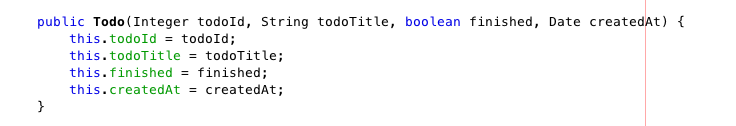 public Todo(Integer todoId, String todoTitle, boolean finished, Date createdAt) {
    this.todoId = todoId;
    this.todoTitle = todoTitle;
    this.finished = finished;
    this.createdAt = createdAt;
}